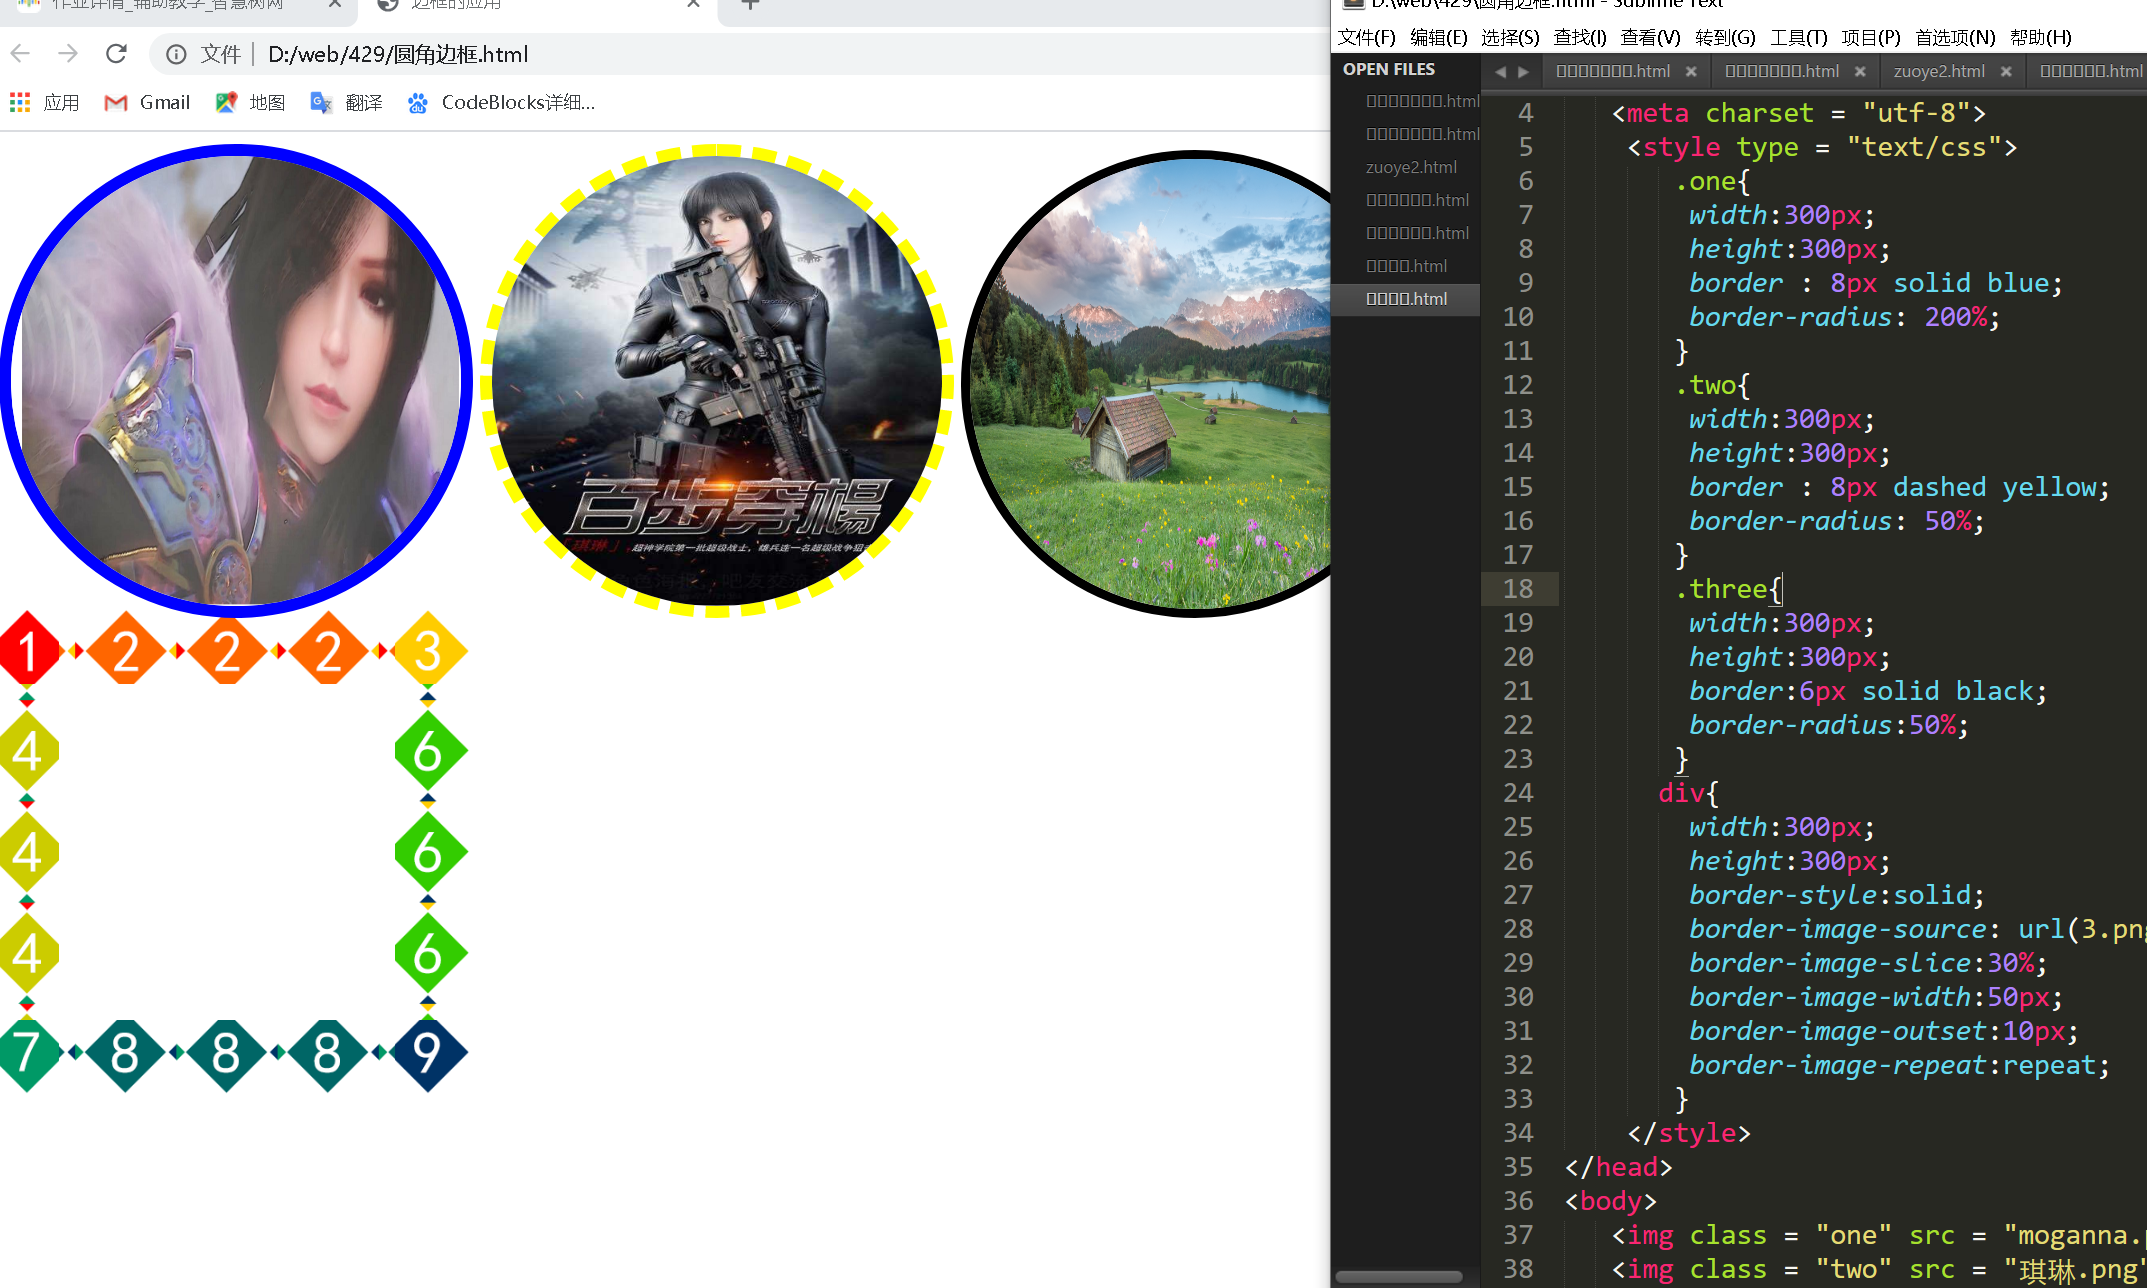 作业详情_辅助教学_智慧树网
边框的应用
文件 D:/web/429/圆角边框.html
应用 Gmail 地图 翻译 CodeBlocks详细...
百步穿楊
「琪琳」
1 2 2 2 3
4 6
4 6
4 6
7 8 8 8 9
D:\web\429\圆角边框.html - Sublime Text
文件(F) 编辑(E) 选择(S) 查找(I) 查看(V) 转到(G) 工具(T) 项目(P) 首选项(N) 帮助(H)
OPEN FILES
□□□□□□□.html
□□□□□□□.html
zuoye2.html
□□□□□□.html
□□□□□□.html
□□□□.html
□□□□.html
□□□□□□□.html □□□□□□□.html zuoye2.html □□□□□□.html
4 <meta charset = "utf-8">
5 <style type = "text/css">
6 .one{
7 width:300px;
8 height:300px;
9 border : 8px solid blue;
10 border-radius: 200%;
11 }
12 .two{
13 width:300px;
14 height:300px;
15 border : 8px dashed yellow;
16 border-radius: 50%;
17 }
18 .three{
19 width:300px;
20 height:300px;
21 border:6px solid black;
22 border-radius:50%;
23 }
24 div{
25 width:300px;
26 height:300px;
27 border-style:solid;
28 border-image-source: url(3.png
29 border-image-slice:30%;
30 border-image-width:50px;
31 border-image-outset:10px;
32 border-image-repeat:repeat;
33 }
34 </style>
35 </head>
36 <body>
37 <img class = "one" src = "moganna.p
38 <img class = "two" src = "琪琳.png"